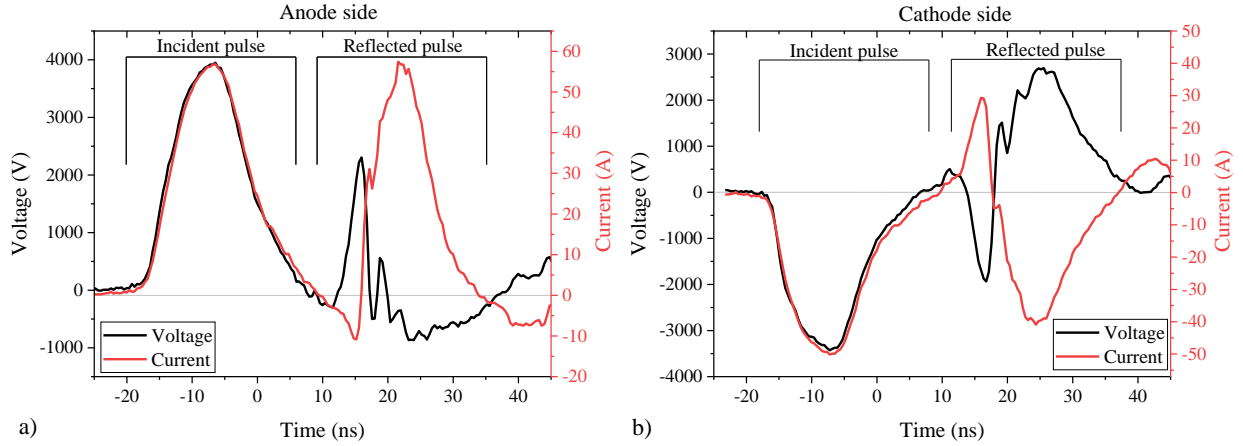 Anode side
Incident pulse
Reflected pulse
Voltage (V)
4000
3000
2000
1000
0
-1000
60
50
40
30
20
10
0
-10
-20
Current (A)
Voltage
Current
-20
-10
0
10
20
30
40
Time (ns)
a)
Cathode side
Incident pulse
Reflected pulse
Voltage (V)
3000
2000
1000
0
-1000
-2000
-3000
-4000
50
40
30
20
10
0
-10
-20
-30
-40
-50
Current (A)
Voltage
Current
-20
-10
0
10
20
30
40
Time (ns)
b)